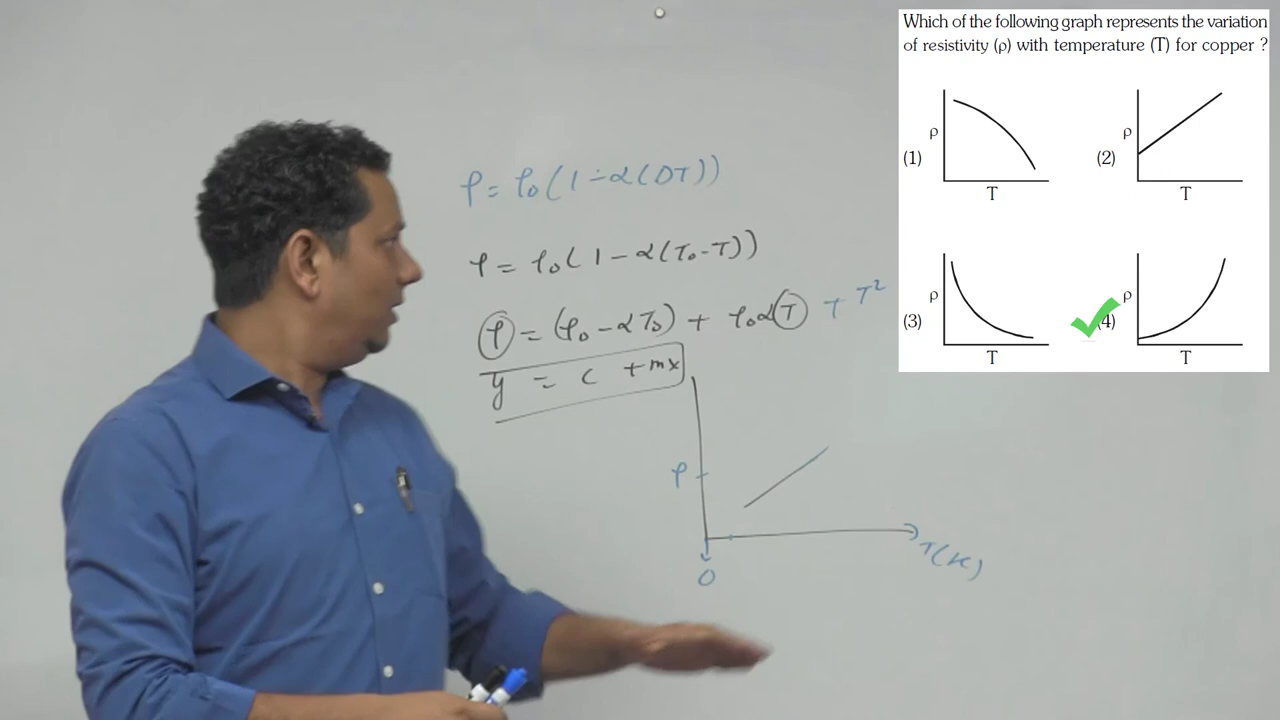 Which of the following graph represents the variation
of resistivity (ρ) with temperature (T) for copper ?
ρ
(1)
T
ρ
(2)
T
ρ
(3)
T
ρ
(4)
T
ρ = ρ₀(1 - α(DT))
ρ = ρ₀(1 - α(T₀-T))
ρ = (ρ₀ - αT₀) + ρ₀α T + T²
y = c + mx
ρ
0
T(K)